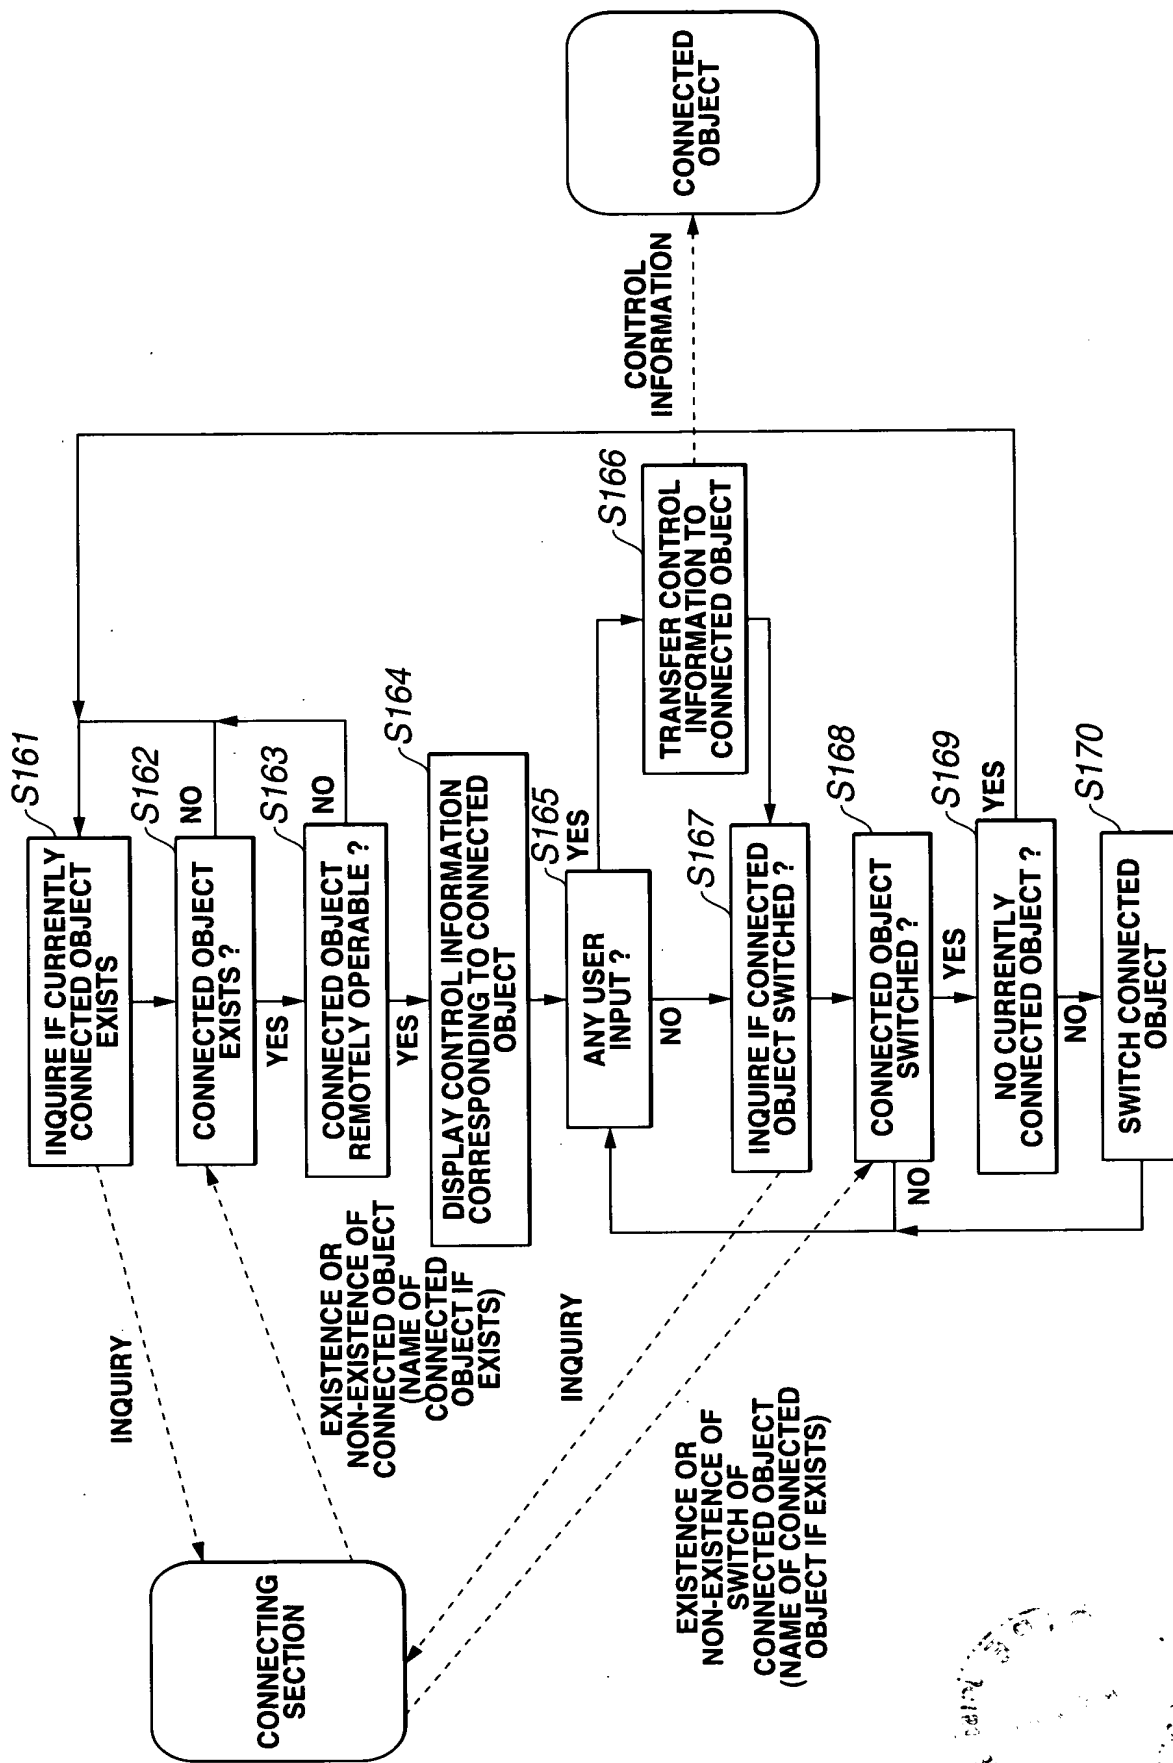 INQUIRE IF CURRENTLY
CONNECTED OBJECT
EXISTS
S161
INQUIRY
CONNECTING
SECTION
CONNECTED OBJECT
EXISTS ?
S162
NO
YES
EXISTENCE OR
NON-EXISTENCE OF
CONNECTED OBJECT
(NAME OF
CONNECTED
OBJECT IF
EXISTS)
CONNECTED OBJECT
REMOTELY OPERABLE ?
S163
NO
YES
DISPLAY CONTROL INFORMATION
CORRESPONDING TO CONNECTED
OBJECT
S164
ANY USER
INPUT ?
S165
YES
NO
TRANSFER CONTROL
INFORMATION TO
CONNECTED OBJECT
S166
CONTROL
INFORMATION
CONNECTED
OBJECT
INQUIRE IF CONNECTED
OBJECT SWITCHED ?
S167
INQUIRY
CONNECTED OBJECT
SWITCHED ?
S168
NO
YES
EXISTENCE OR
NON-EXISTENCE OF
SWITCH OF
CONNECTED OBJECT
(NAME OF CONNECTED
OBJECT IF EXISTS)
NO CURRENTLY
CONNECTED OBJECT ?
S169
YES
NO
SWITCH CONNECTED
OBJECT
S170